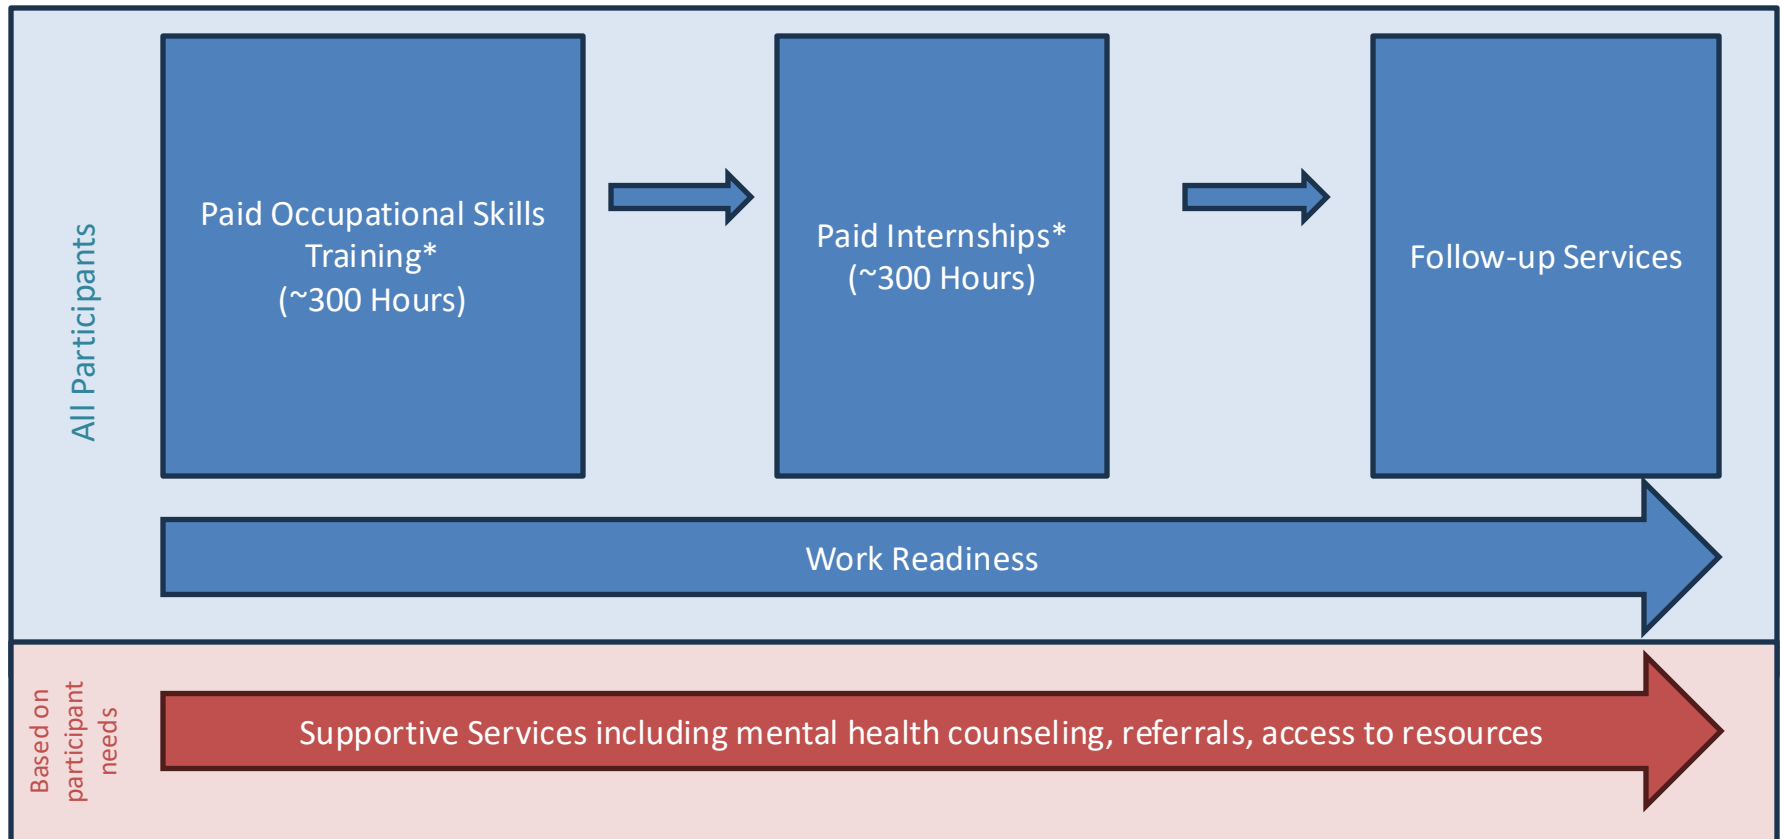 All Participants
Paid Occupational Skills
Training*
(~300 Hours)
Paid Internships*
(~300 Hours)
Follow-up Services
Work Readiness
Based on
participant
needs
Supportive Services including mental health counseling, referrals, access to resources